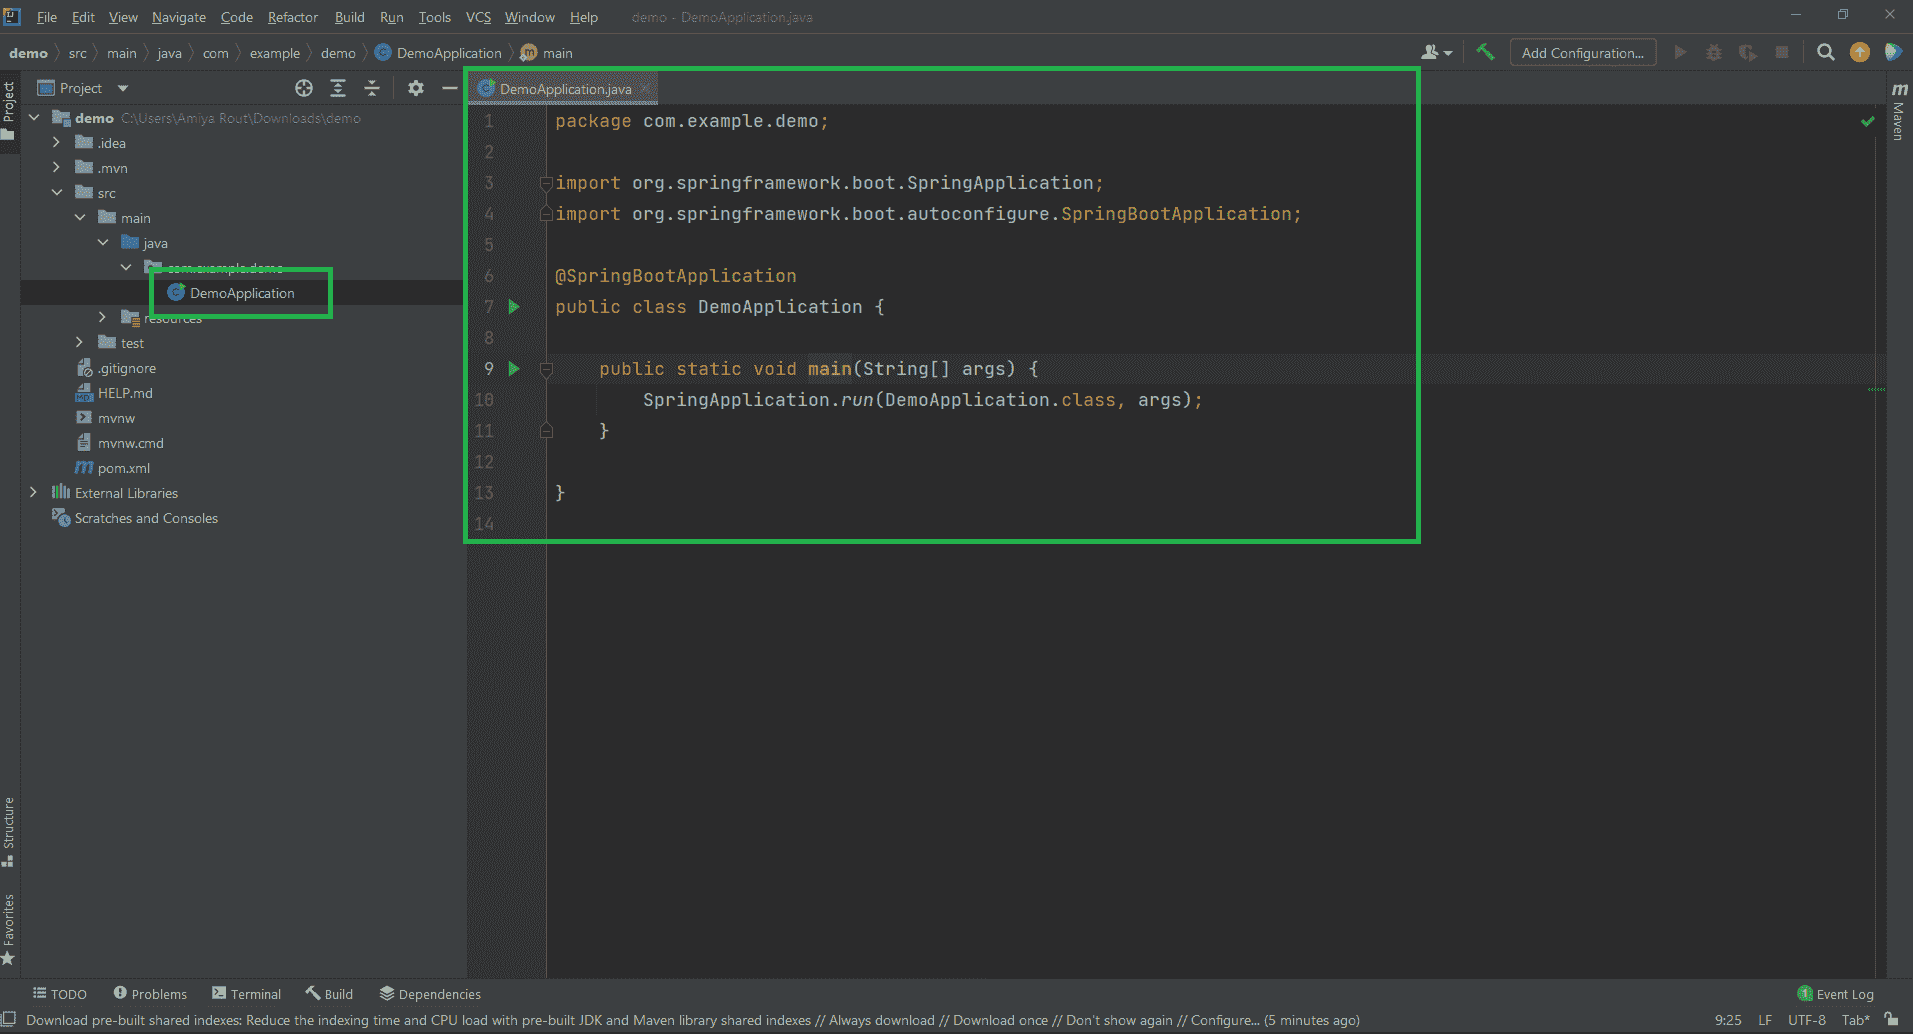 File Edit View Navigate Code Refactor Build Run Tools VCS Window Help demo - DemoApplication.java
demo src main java com example demo DemoApplication main Add Configuration...
Project
Project
DemoApplication.java
Maven
demo C:\Users\Amiya Rout\Downloads\demo
.idea
.mvn
src
main
java
com.example.demo
DemoApplication
resources
test
.gitignore
HELP.md
mvnw
mvnw.cmd
pom.xml
External Libraries
Scratches and Consoles
1 package com.example.demo;
2
3 import org.springframework.boot.SpringApplication;
4 import org.springframework.boot.autoconfigure.SpringBootApplication;
5
6 @SpringBootApplication
7 public class DemoApplication {
8
9 public static void main(String[] args) {
10 SpringApplication.run(DemoApplication.class, args);
11 }
12
13 }
14
Structure
Favorites
TODO Problems Terminal Build Dependencies 1 Event Log
Download pre-built shared indexes: Reduce the indexing time and CPU load with pre-built JDK and Maven library shared indexes // Always download // Download once // Don't show again // Configure... (5 minutes ago) 9:25 LF UTF-8 Tab*